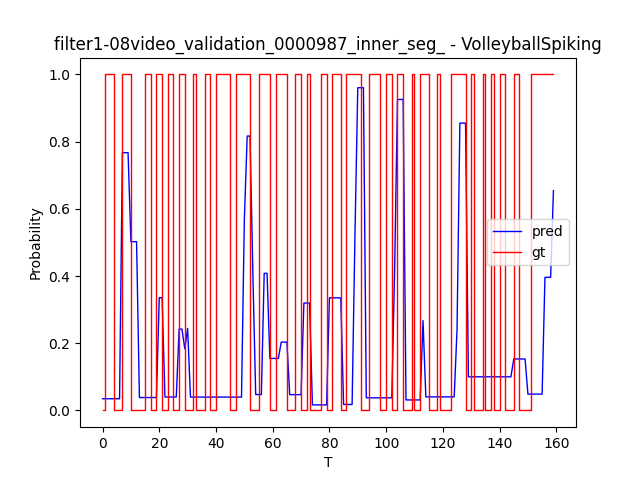 filter1-08video_validation_0000987_inner_seg_ - VolleyballSpiking
1.0
0.8
0.6
0.4
0.2
0.0
Probability
pred
gt
0 20 40 60 80 100 120 140 160
T